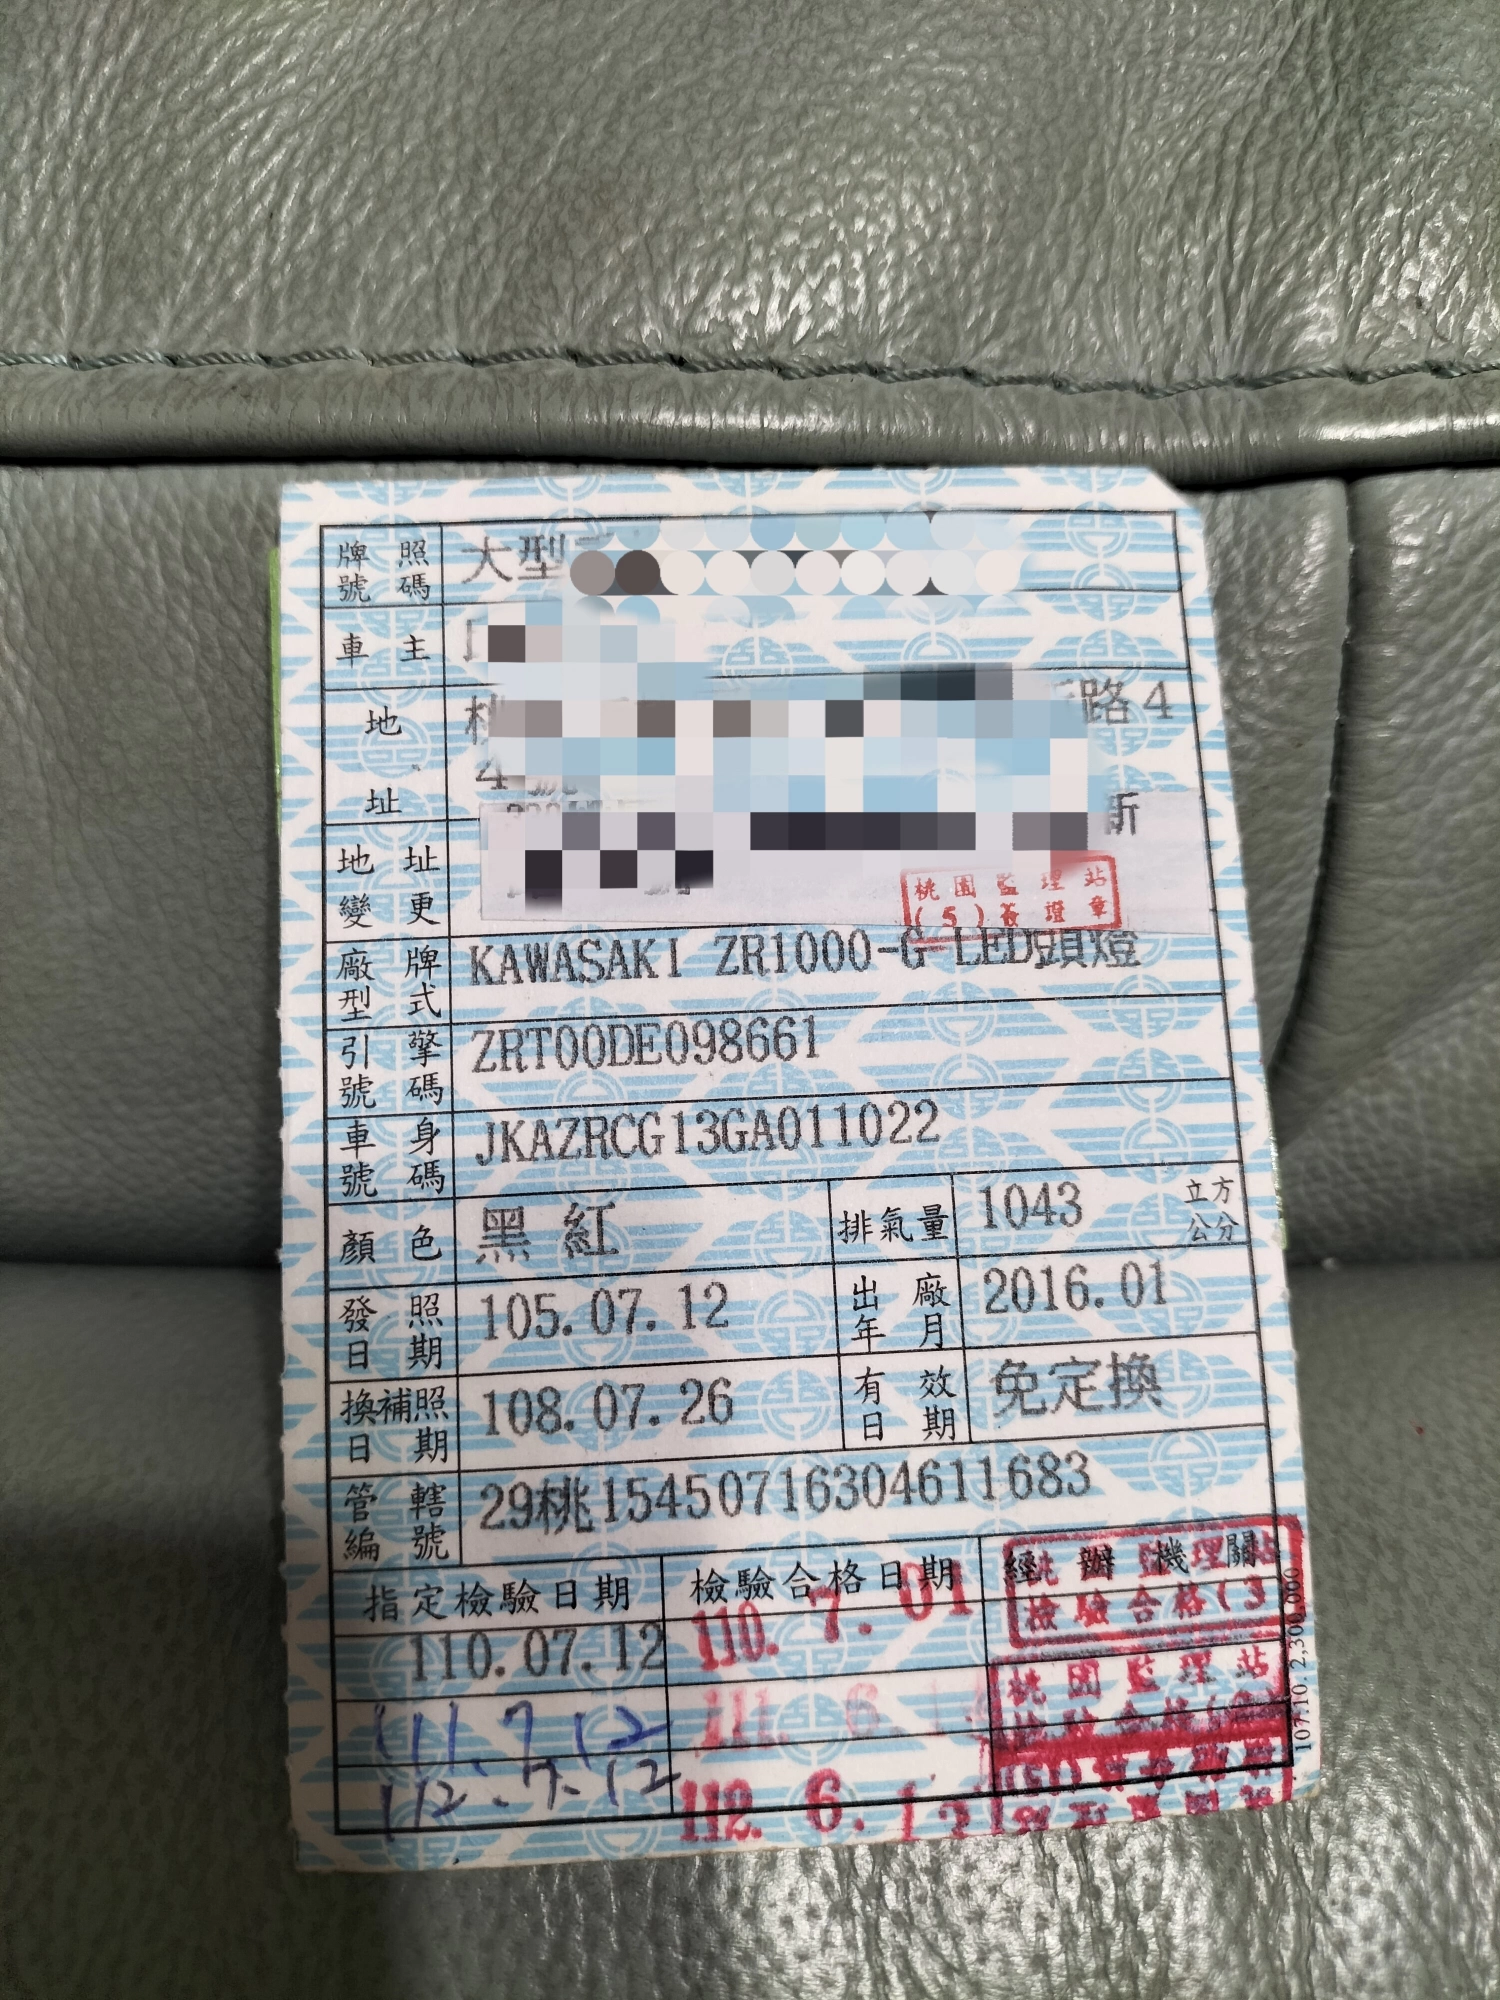 牌照號碼 大型
車主
地址 路4
4號
地址變更 新
桃園監理站
(5)簽證章
廠牌型式 KAWASAKI ZR1000-G LED頭燈
引擎號碼 ZRT00DE098661
車身號碼 JKAZRCG13GA011022
顏色 黑紅 排氣量 1043 立方公分
發照日期 105.07.12 出廠年月 2016.01
換補照日期 108.07.26 有效日期 免定換
管轄編號 29桃15450716304611683
指定檢驗日期 檢驗合格日期 經辦機關
監理站
檢驗合格(3
110.07.12 110. 7. 01
桃園監理站
111.7.12 111. 6.
112.7.12 112. 6. 12
107.10.2,300,000